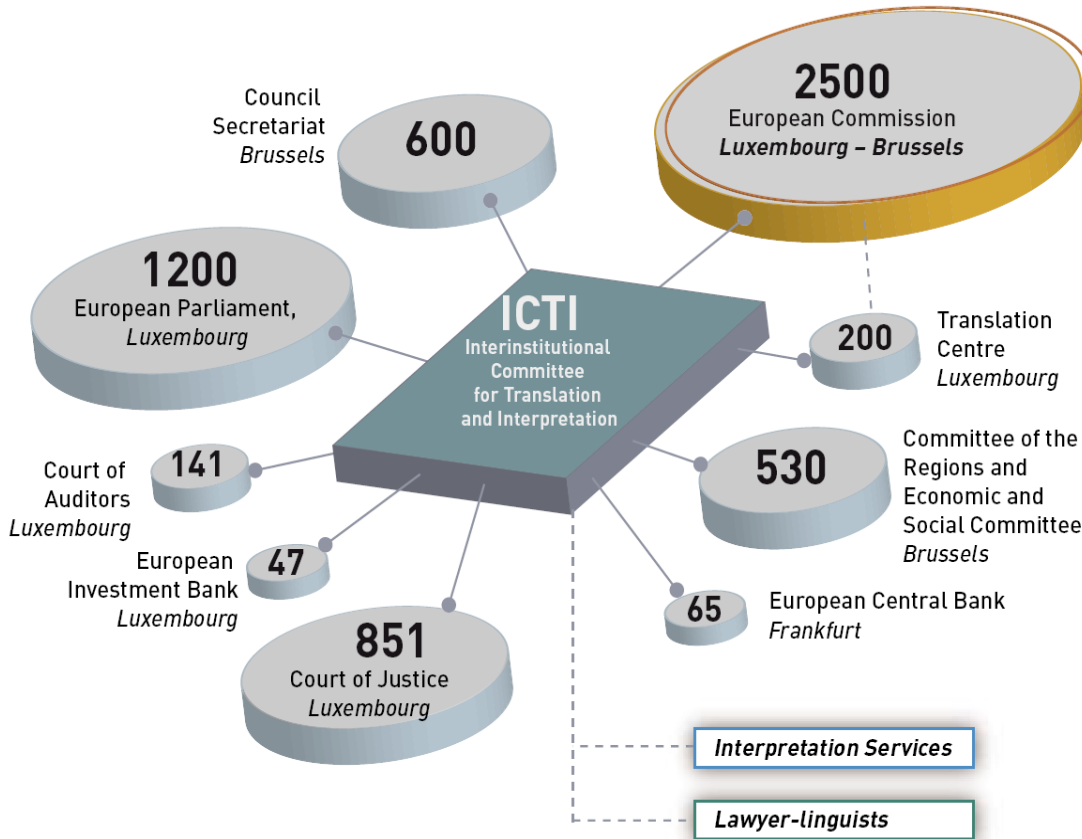 2500
European Commission
Luxembourg – Brussels
Council
Secretariat
Brussels
600
1200
European Parliament,
Luxembourg
ICTI
Interinstitutional
Committee
for Translation
and Interpretation
200
Translation
Centre
Luxembourg
530
Committee of the
Regions and
Economic and
Social Committee
Brussels
141
Court of
Auditors
Luxembourg
47
European
Investment Bank
Luxembourg
65
European Central Bank
Frankfurt
851
Court of Justice
Luxembourg
Interpretation Services
Lawyer-linguists